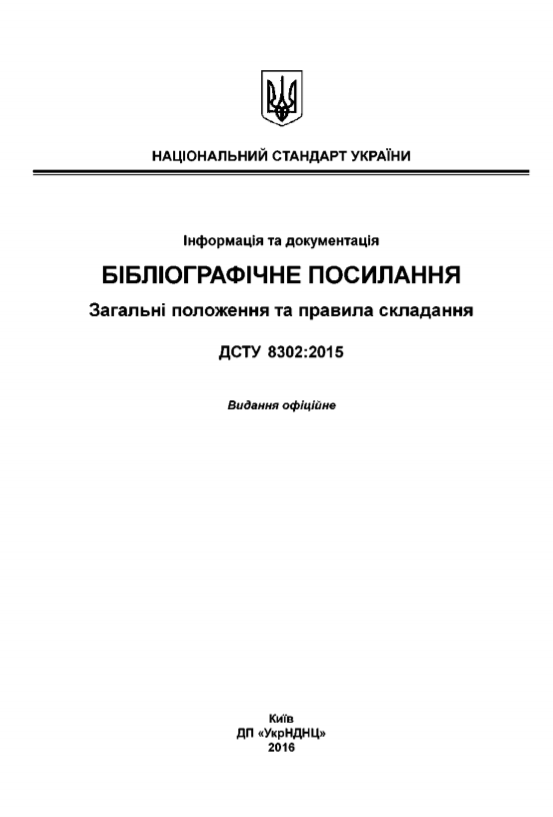 НАЦІОНАЛЬНИЙ СТАНДАРТ УКРАЇНИ
Інформація та документація
БІБЛІОГРАФІЧНЕ ПОСИЛАННЯ
Загальні положення та правила складання
ДСТУ 8302:2015
Видання офіційне
Київ
ДП «УкрНДНЦ»
2016